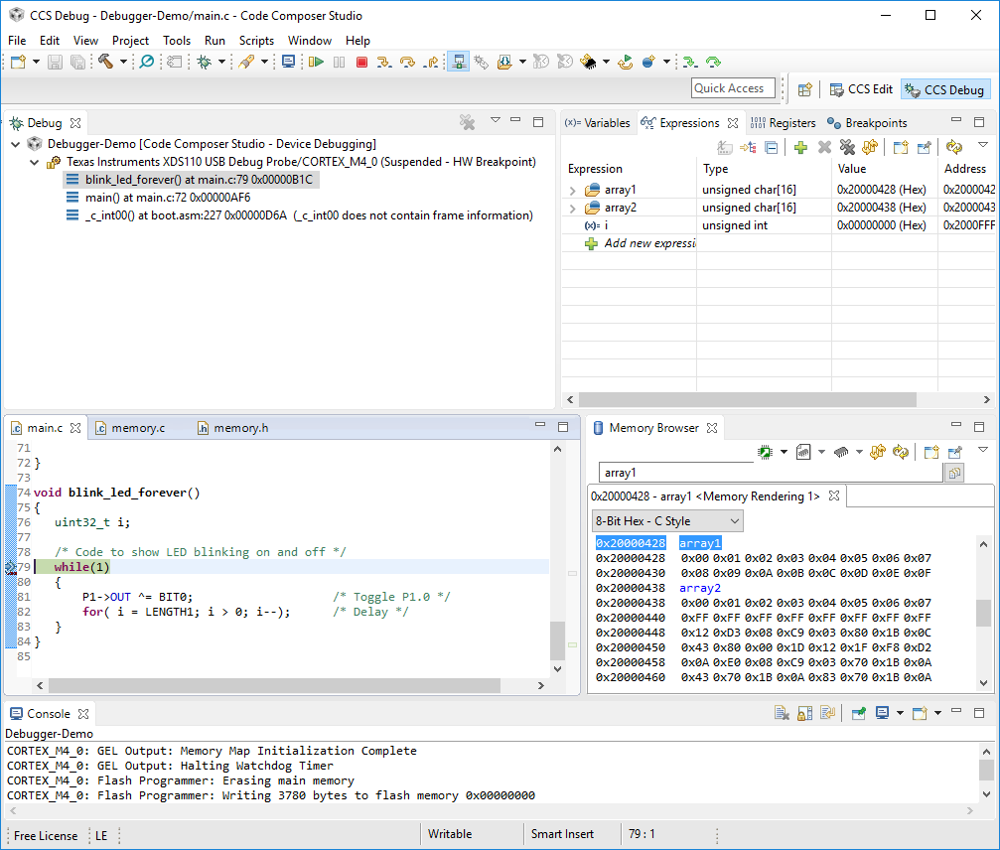 CCS Debug - Debugger-Demo/main.c - Code Composer Studio
File Edit View Project Tools Run Scripts Window Help
Quick Access
CCS Edit
CCS Debug
Debug
Debugger-Demo [Code Composer Studio - Device Debugging]
Texas Instruments XDS110 USB Debug Probe/CORTEX_M4_0 (Suspended - HW Breakpoint)
blink_led_forever() at main.c:79 0x00000B1C
main() at main.c:72 0x00000AF6
_c_int00() at boot.asm:227 0x00000D6A (_c_int00 does not contain frame information)
(x)= Variables Expressions Registers Breakpoints
Expression Type Value Address
array1 unsigned char[16] 0x20000428 (Hex) 0x2000042
array2 unsigned char[16] 0x20000438 (Hex) 0x2000043
(x)= i unsigned int 0x00000000 (Hex) 0x2000FFF
Add new expressi
main.c memory.c memory.h
71
72 }
73
74 void blink_led_forever()
75 {
76 uint32_t i;
77
78 /* Code to show LED blinking on and off */
79 while(1)
80 {
81 P1->OUT ^= BIT0; /* Toggle P1.0 */
82 for( i = LENGTH1; i > 0; i--); /* Delay */
83 }
84 }
85
Memory Browser
array1
0x20000428 - array1 <Memory Rendering 1>
8-Bit Hex - C Style
0x20000428 array1
0x20000428 0x00 0x01 0x02 0x03 0x04 0x05 0x06 0x07
0x20000430 0x08 0x09 0x0A 0x0B 0x0C 0x0D 0x0E 0x0F
0x20000438 array2
0x20000438 0x00 0x01 0x02 0x03 0x04 0x05 0x06 0x07
0x20000440 0xFF 0xFF 0xFF 0xFF 0xFF 0xFF 0xFF 0xFF
0x20000448 0x12 0xD3 0x08 0xC9 0x03 0x80 0x1B 0x0C
0x20000450 0x43 0x80 0x00 0x1D 0x12 0x1F 0xF8 0xD2
0x20000458 0x0A 0xE0 0x08 0xC9 0x03 0x70 0x1B 0x0A
0x20000460 0x43 0x70 0x1B 0x0A 0x83 0x70 0x1B 0x0A
Console
Debugger-Demo
CORTEX_M4_0: GEL Output: Memory Map Initialization Complete
CORTEX_M4_0: GEL Output: Halting Watchdog Timer
CORTEX_M4_0: Flash Programmer: Erasing main memory
CORTEX_M4_0: Flash Programmer: Writing 3780 bytes to flash memory 0x00000000
Free License LE Writable Smart Insert 79 : 1